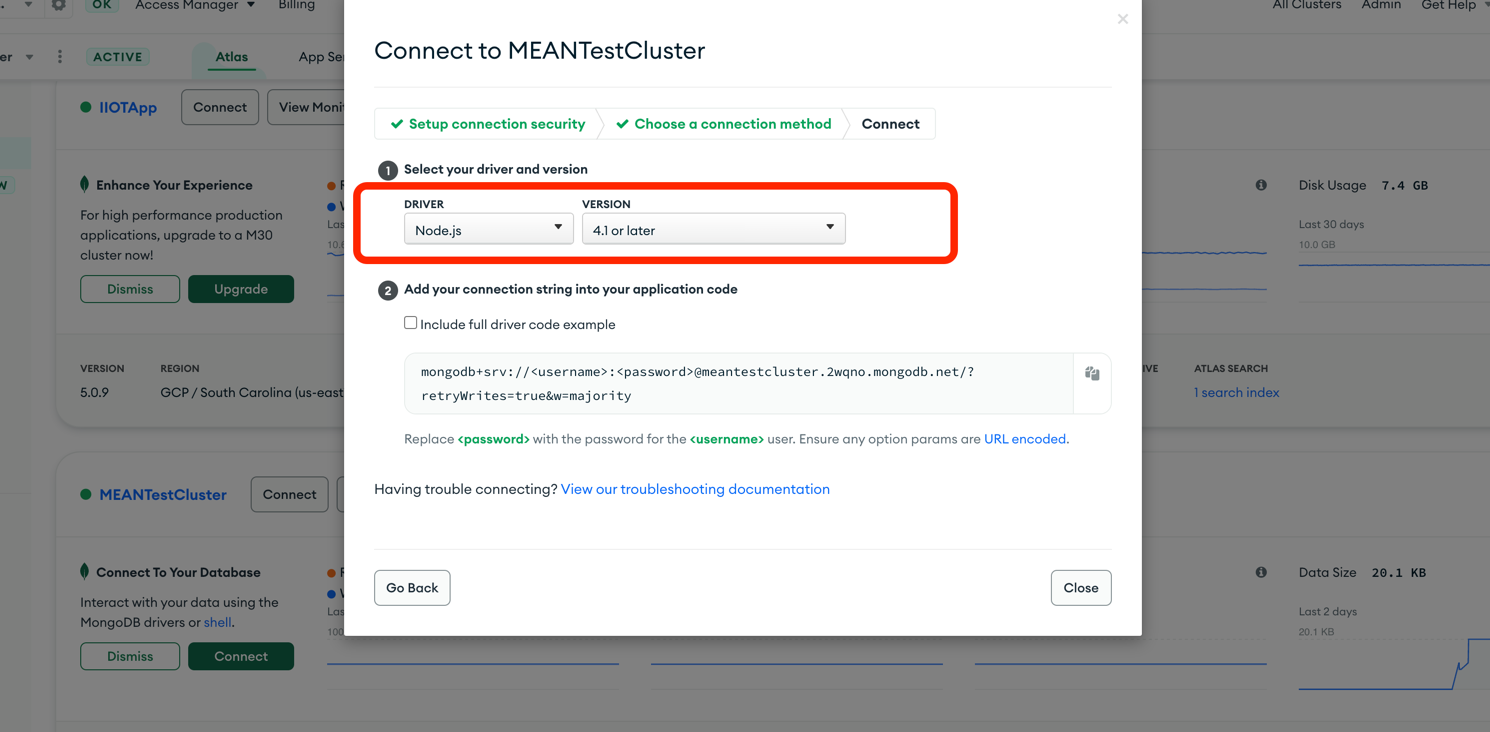 OK
Access Manager
Billing
All Clusters
Admin
Get Help
er
ACTIVE
Atlas
App Ser
IIOTApp
Connect
View Monit
Enhance Your Experience
For high performance production
applications, upgrade to a M30
cluster now!
Dismiss
Upgrade
Las
10.6
Disk Usage 7.4 GB
Last 30 days
10.0 GB
VERSION
5.0.9
REGION
GCP / South Carolina (us-east
IVE
ATLAS SEARCH
1 search index
MEANTestCluster
Connect
Connect To Your Database
Interact with your data using the
MongoDB drivers or shell.
Dismiss
Connect
Las
100
Data Size 20.1 KB
Last 2 days
20.1 KB
×
Connect to MEANTestCluster
Setup connection security
Choose a connection method
Connect
1 Select your driver and version
DRIVER
Node.js
VERSION
4.1 or later
2 Add your connection string into your application code
Include full driver code example
mongodb+srv://<username>:<password>@meantestcluster.2wqno.mongodb.net/?
retryWrites=true&w=majority
Replace <password> with the password for the <username> user. Ensure any option params are URL encoded.
Having trouble connecting? View our troubleshooting documentation
Go Back
Close